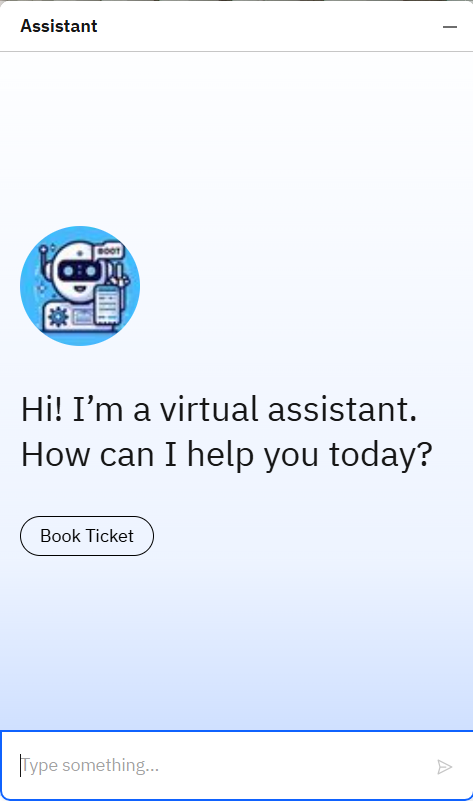 Assistant
BOOT
Hi! I’m a virtual assistant.
How can I help you today?
Book Ticket
Type something...